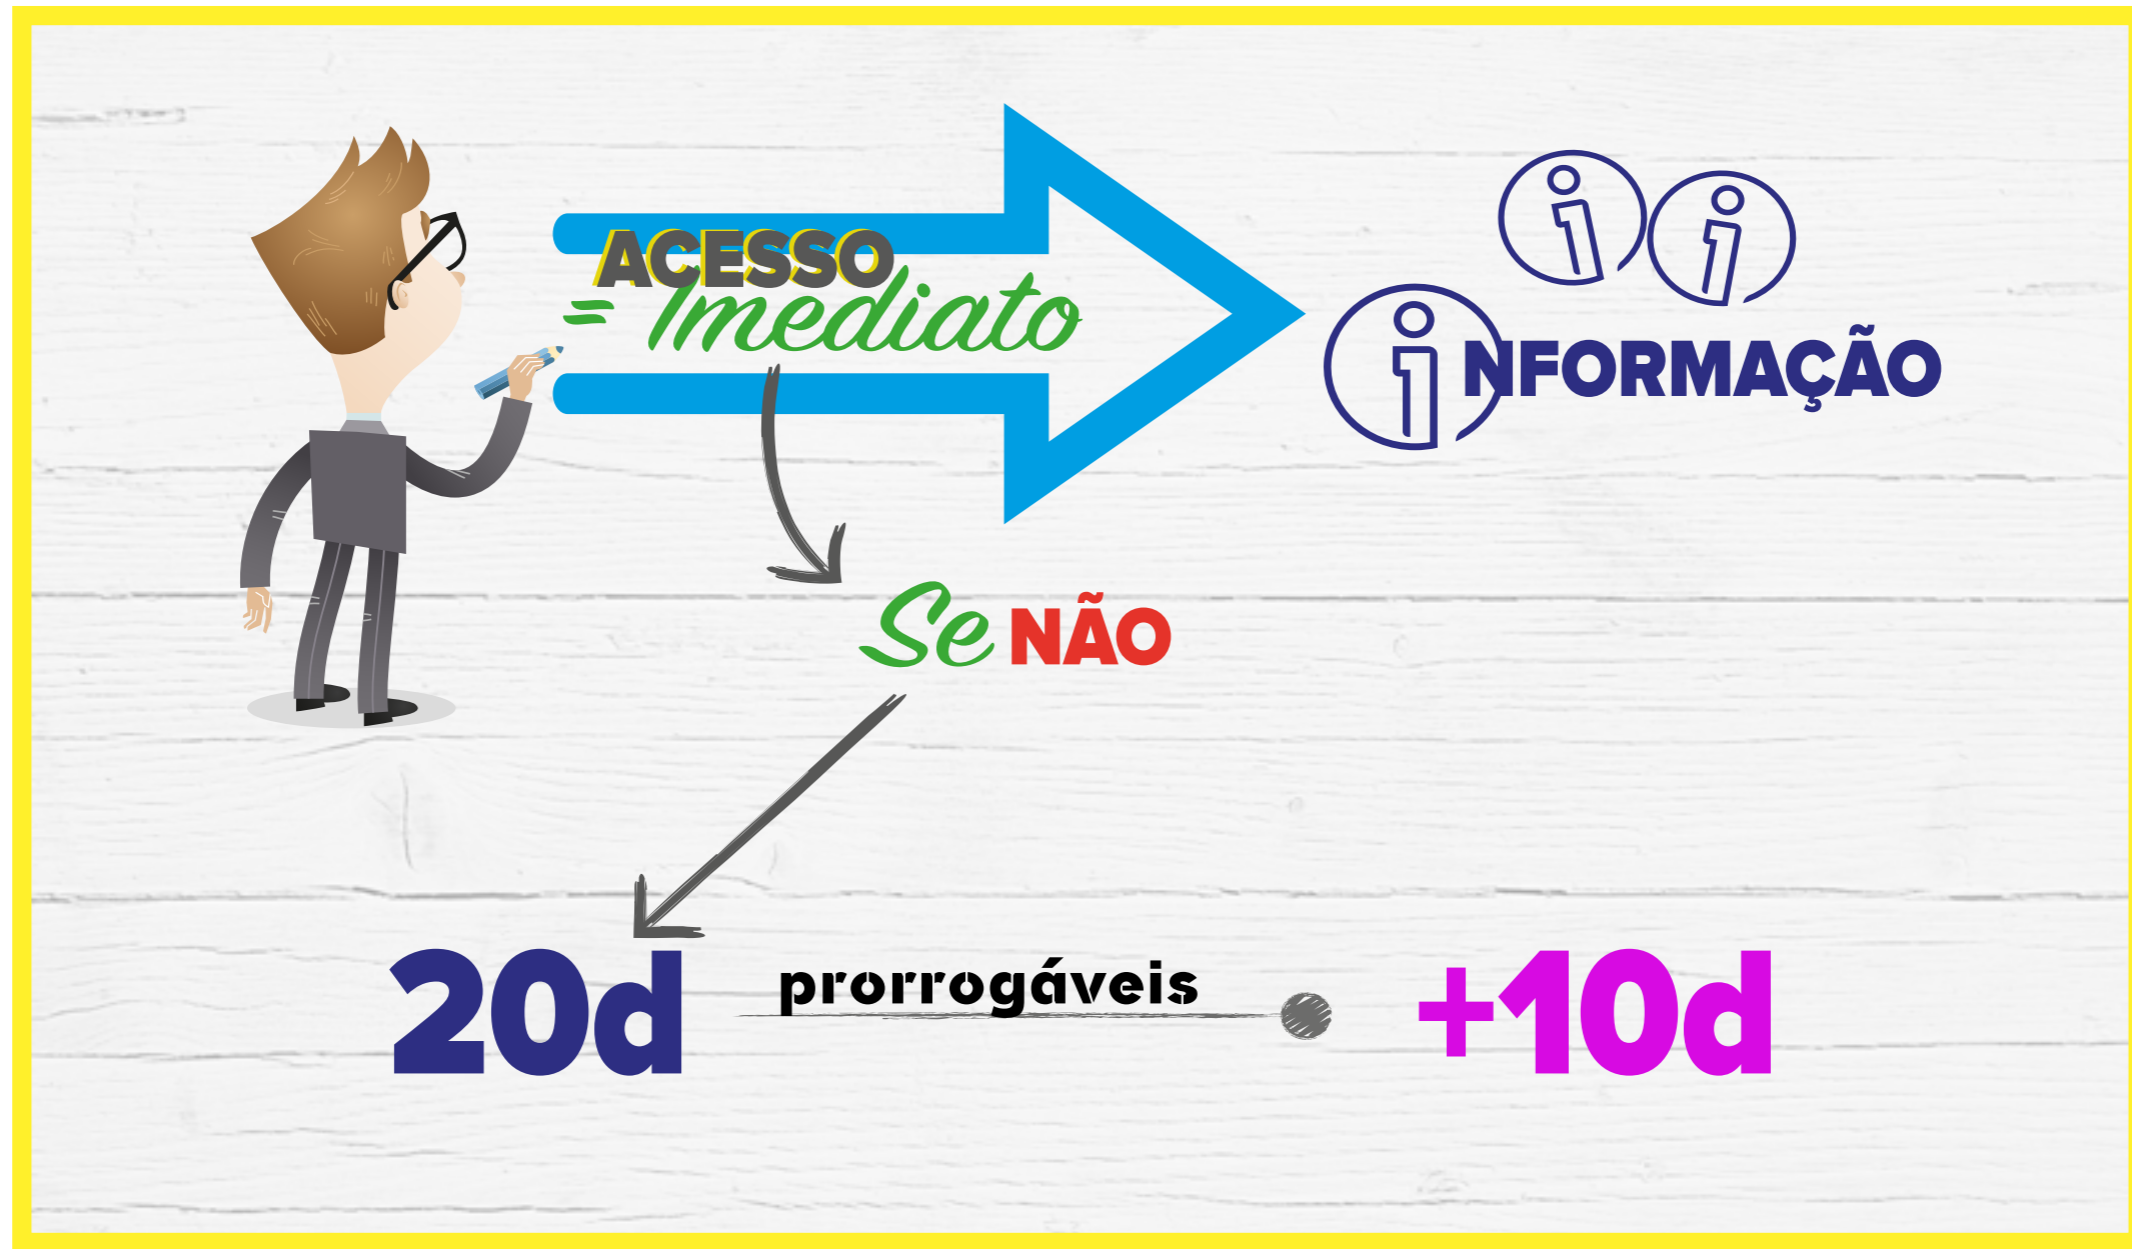 ACESSO
= Imediato
iNFORMAÇÃO
Se NÃO
20d prorrogáveis +10d